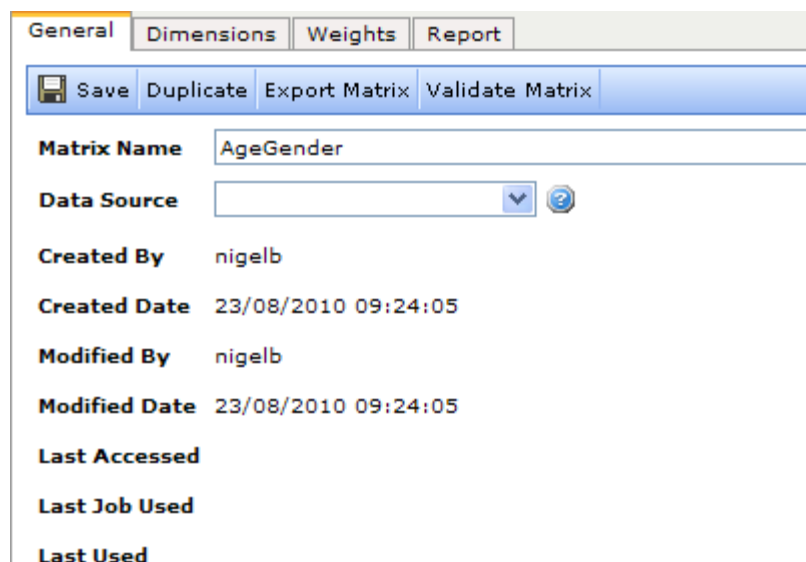 General Dimensions Weights Report
Save Duplicate Export Matrix Validate Matrix
Matrix Name AgeGender
Data Source
Created By nigelb
Created Date 23/08/2010 09:24:05
Modified By nigelb
Modified Date 23/08/2010 09:24:05
Last Accessed
Last Job Used
Last Used